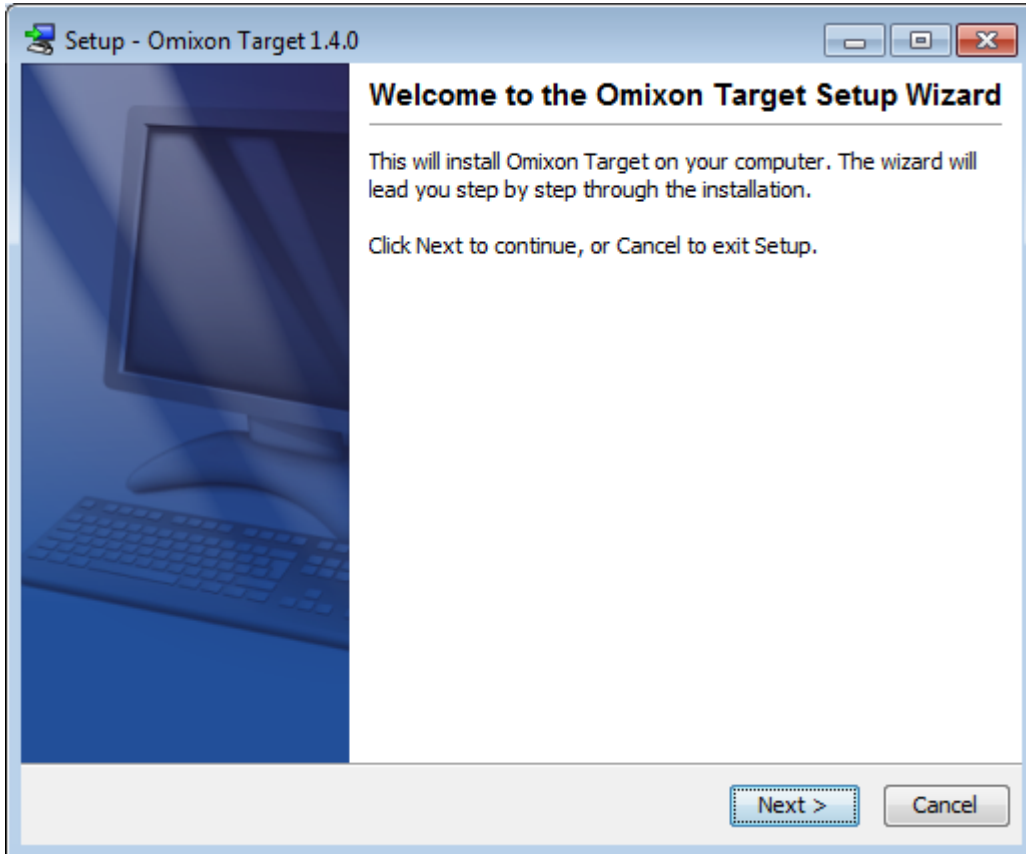 Setup - Omixon Target 1.4.0
Welcome to the Omixon Target Setup Wizard
This will install Omixon Target on your computer. The wizard will
lead you step by step through the installation.
Click Next to continue, or Cancel to exit Setup.
Next >
Cancel